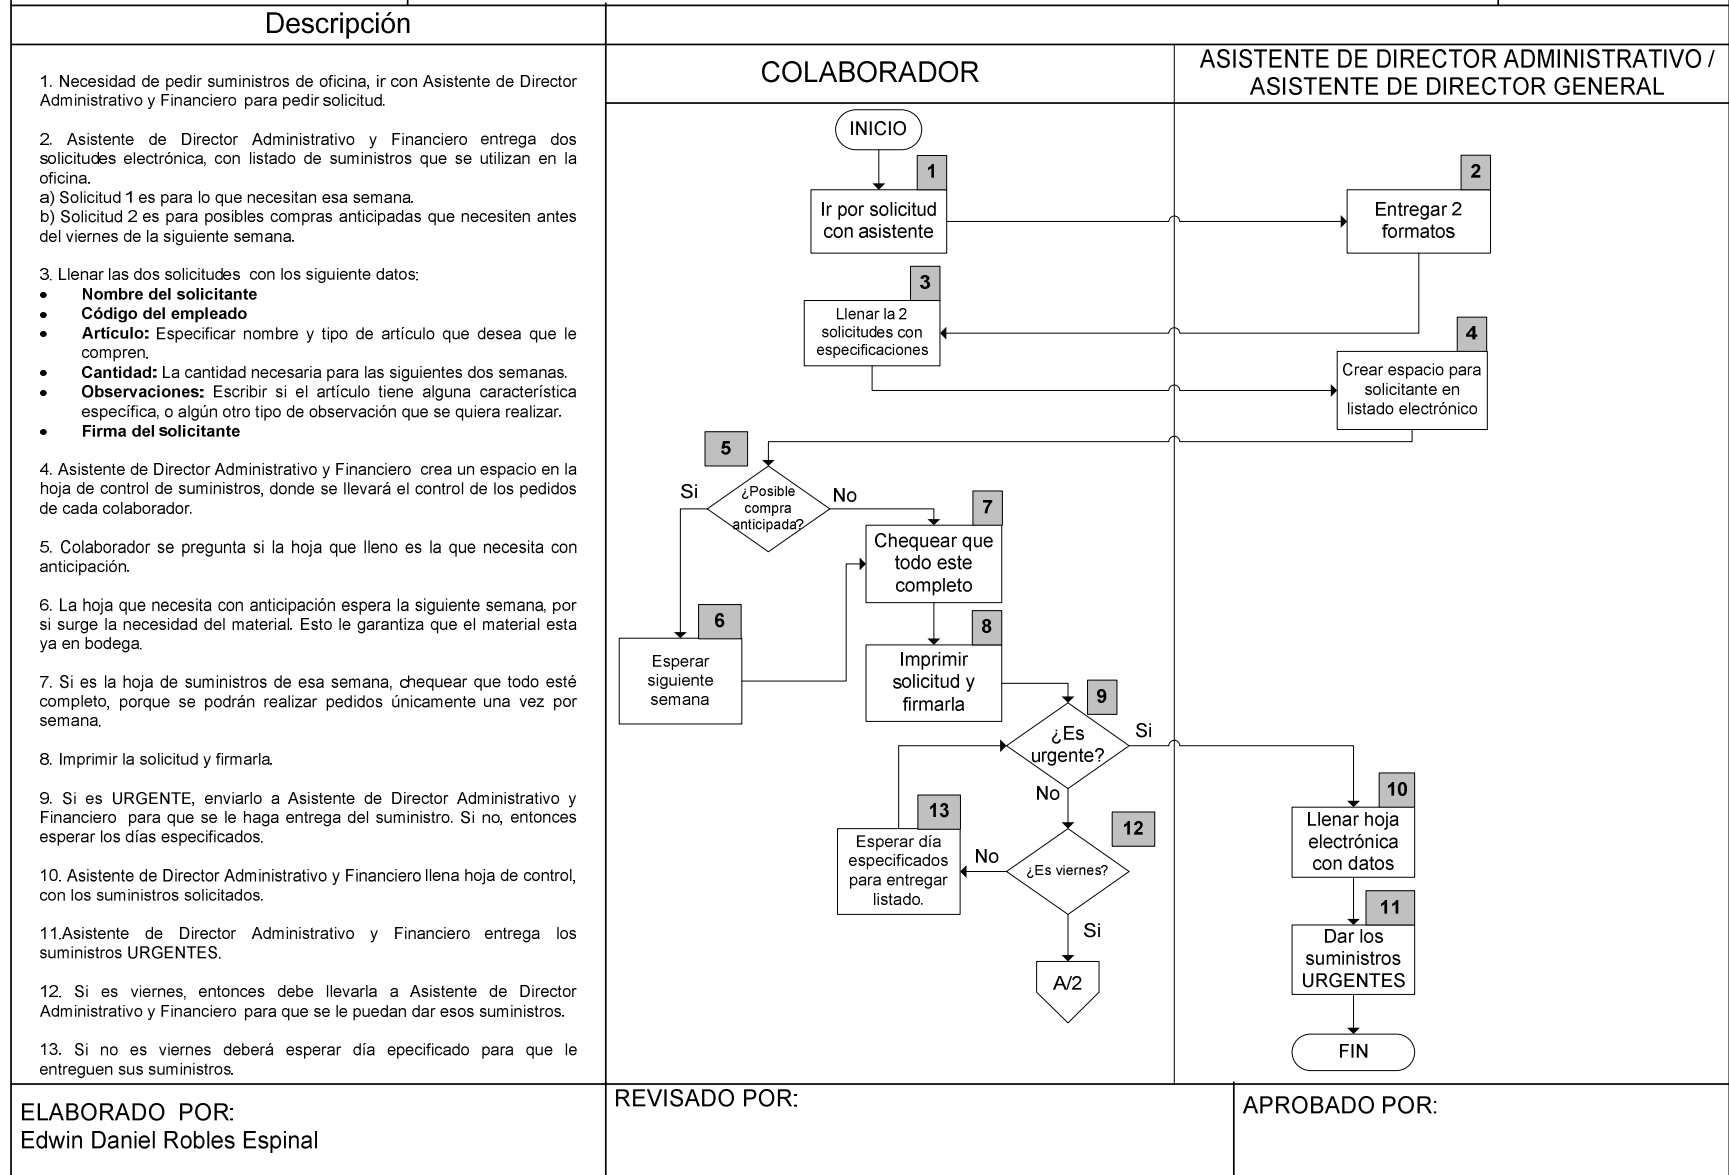 Descripción
1. Necesidad de pedir suministros de oficina, ir con Asistente de Director
Administrativo y Financiero para pedir solicitud.
2. Asistente de Director Administrativo y Financiero entrega dos
solicitudes electrónica, con listado de suministros que se utilizan en la
oficina.
a) Solicitud 1 es para lo que necesitan esa semana.
b) Solicitud 2 es para posibles compras anticipadas que necesiten antes
del viernes de la siguiente semana.
3. Llenar las dos solicitudes con los siguiente datos:
• Nombre del solicitante
• Código del empleado
• Artículo: Especificar nombre y tipo de artículo que desea que le
compren.
• Cantidad: La cantidad necesaria para las siguientes dos semanas.
• Observaciones: Escribir si el artículo tiene alguna característica
específica, o algún otro tipo de observación que se quiera realizar.
• Firma del solicitante
4. Asistente de Director Administrativo y Financiero crea un espacio en la
hoja de control de suministros, donde se llevará el control de los pedidos
de cada colaborador.
5. Colaborador se pregunta si la hoja que lleno es la que necesita con
anticipación.
6. La hoja que necesita con anticipación espera la siguiente semana, por
si surge la necesidad del material. Esto le garantiza que el material esta
ya en bodega.
7. Si es la hoja de suministros de esa semana, chequear que todo esté
completo, porque se podrán realizar pedidos únicamente una vez por
semana.
8. Imprimir la solicitud y firmarla.
9. Si es URGENTE, enviarlo a Asistente de Director Administrativo y
Financiero para que se le haga entrega del suministro. Si no, entonces
esperar los días especificados.
10. Asistente de Director Administrativo y Financiero llena hoja de control,
con los suministros solicitados.
11.Asistente de Director Administrativo y Financiero entrega los
suministros URGENTES.
12. Si es viernes, entonces debe llevarla a Asistente de Director
Administrativo y Financiero para que se le puedan dar esos suministros.
13. Si no es viernes deberá esperar día epecificado para que le
entreguen sus suministros.
COLABORADOR
ASISTENTE DE DIRECTOR ADMINISTRATIVO /
ASISTENTE DE DIRECTOR GENERAL
INICIO
1
Ir por solicitud
con asistente
2
Entregar 2
formatos
3
Llenar la 2
solicitudes con
especificaciones
4
Crear espacio para
solicitante en
listado electrónico
5
¿Posible
compra
anticipada?
Si
No
6
Esperar
siguiente
semana
7
Chequear que
todo este
completo
8
Imprimir
solicitud y
firmarla
9
¿Es
urgente?
Si
No
10
Llenar hoja
electrónica
con datos
11
Dar los
suministros
URGENTES
FIN
12
¿Es viernes?
No
Si
13
Esperar día
especificados
para entregar
listado.
A/2
ELABORADO POR:
Edwin Daniel Robles Espinal
REVISADO POR:
APROBADO POR: